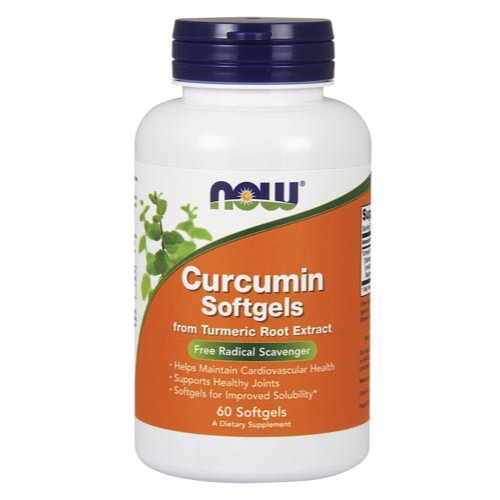 NOW®
Curcumin
Softgels
from Turmeric Root Extract
Free Radical Scavenger
• Helps Maintain Cardiovascular Health
• Supports Healthy Joints
• Softgels for Improved Solubility*
60 Softgels
A Dietary Supplement